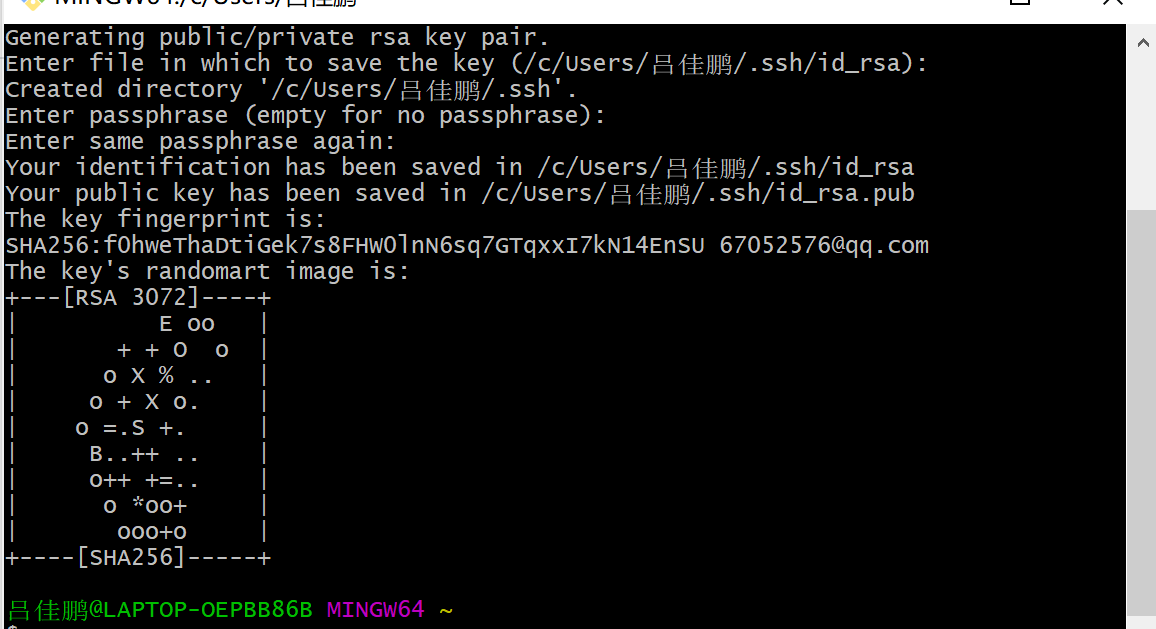 MINGW64:/c/Users/吕佳鹏
Generating public/private rsa key pair.
Enter file in which to save the key (/c/Users/吕佳鹏/.ssh/id_rsa):
Created directory '/c/Users/吕佳鹏/.ssh'.
Enter passphrase (empty for no passphrase):
Enter same passphrase again:
Your identification has been saved in /c/Users/吕佳鹏/.ssh/id_rsa
Your public key has been saved in /c/Users/吕佳鹏/.ssh/id_rsa.pub
The key fingerprint is:
SHA256:fOhweThaDtiGek7s8FHWOlnN6sq7GTqxxI7kN14EnSU 67052576@qq.com
The key's randomart image is:
+---[RSA 3072]----+
|          E oo   |
|       + + O  o  |
|      o X % ..   |
|     o + X o.    |
|    o =.S +.     |
|     B..++ ..    |
|     o++ +=..    |
|      o *oo+     |
|       ooo+o     |
+----[SHA256]-----+
吕佳鹏@LAPTOP-OEPBB86B MINGW64 ~
$